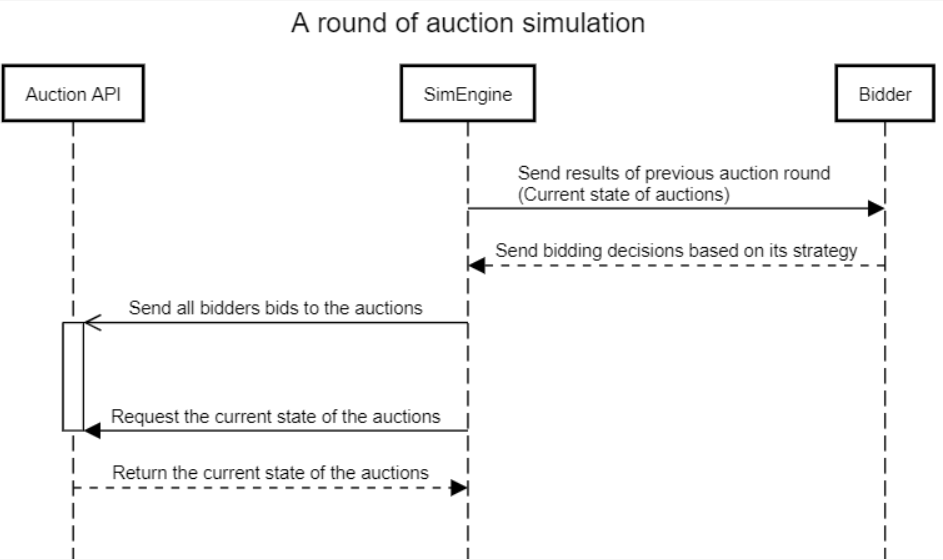 A round of auction simulation
Auction API
SimEngine
Bidder
Send results of previous auction round
(Current state of auctions)
Send bidding decisions based on its strategy
Send all bidders bids to the auctions
Request the current state of the auctions
Return the current state of the auctions